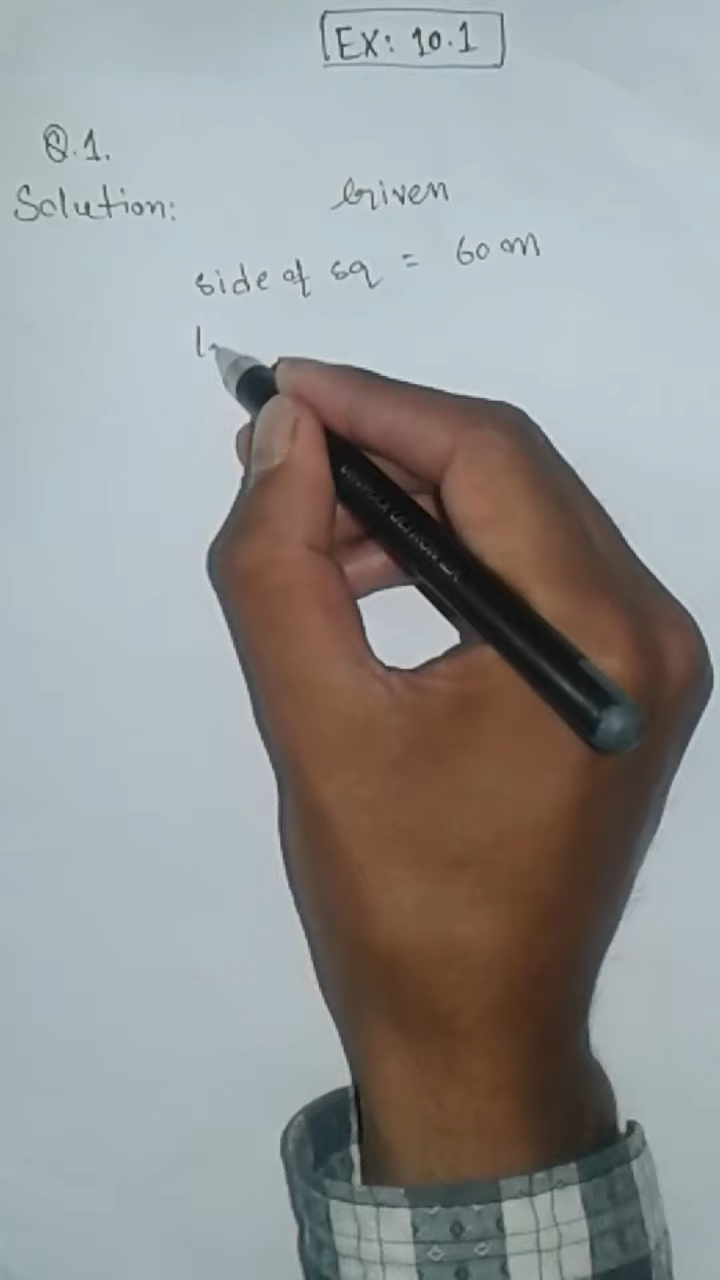 Ex: 10.1
Q.1.
Solution: Given
side of sq = 60 m
l